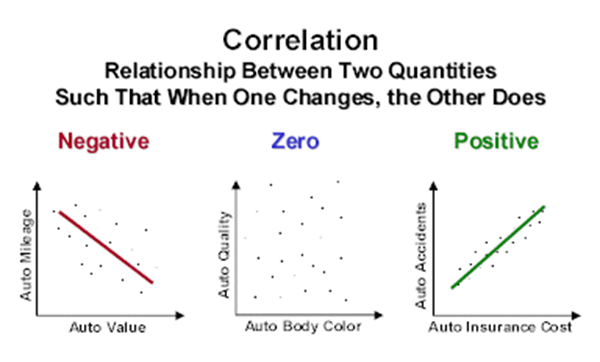 Correlation
Relationship Between Two Quantities
Such That When One Changes, the Other Does
Negative
Zero
Positive
Auto Mileage
Auto Value
Auto Quality
Auto Body Color
Auto Accidents
Auto Insurance Cost